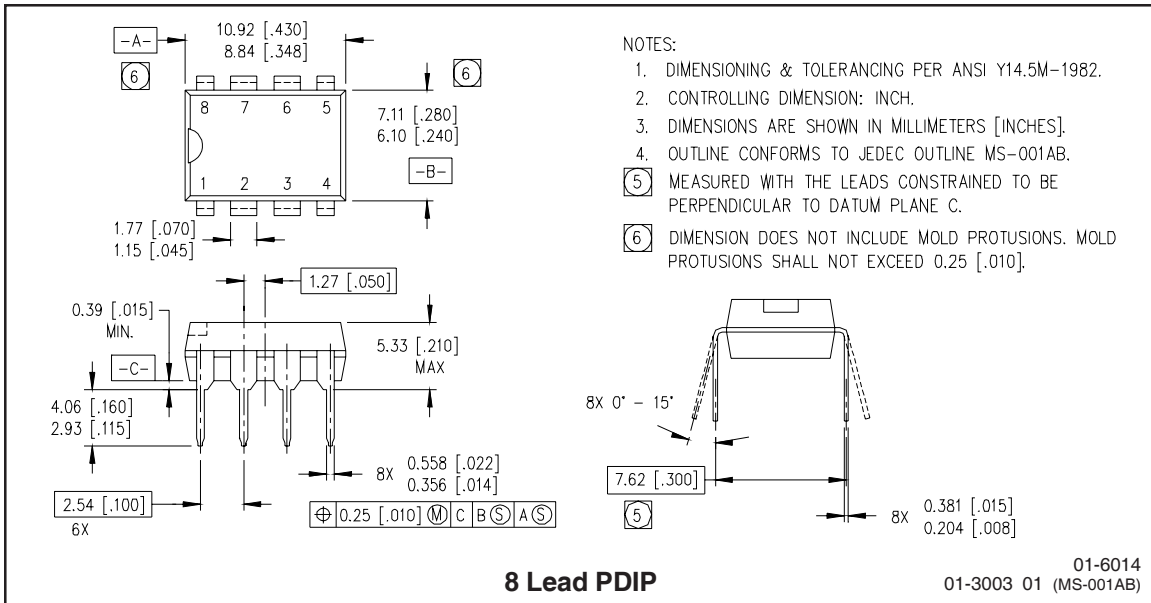 10.92 [.430]
8.84 [.348]
-A-
6
6
8 7 6 5
1 2 3 4
7.11 [.280]
6.10 [.240]
-B-
1.77 [.070]
1.15 [.045]
1.27 [.050]
0.39 [.015]
MIN.
-C-
5.33 [.210]
MAX
4.06 [.160]
2.93 [.115]
8X 0.558 [.022]
0.356 [.014]
2.54 [.100]
6X
⌖ 0.25 [.010] Ⓜ C B Ⓢ A Ⓢ
NOTES:
1. DIMENSIONING & TOLERANCING PER ANSI Y14.5M-1982.
2. CONTROLLING DIMENSION: INCH.
3. DIMENSIONS ARE SHOWN IN MILLIMETERS [INCHES].
4. OUTLINE CONFORMS TO JEDEC OUTLINE MS-001AB.
5 MEASURED WITH THE LEADS CONSTRAINED TO BE
PERPENDICULAR TO DATUM PLANE C.
6 DIMENSION DOES NOT INCLUDE MOLD PROTUSIONS. MOLD
PROTUSIONS SHALL NOT EXCEED 0.25 [.010].
8X 0° - 15°
7.62 [.300]
5
8X 0.381 [.015]
0.204 [.008]
8 Lead PDIP
01-6014
01-3003 01 (MS-001AB)